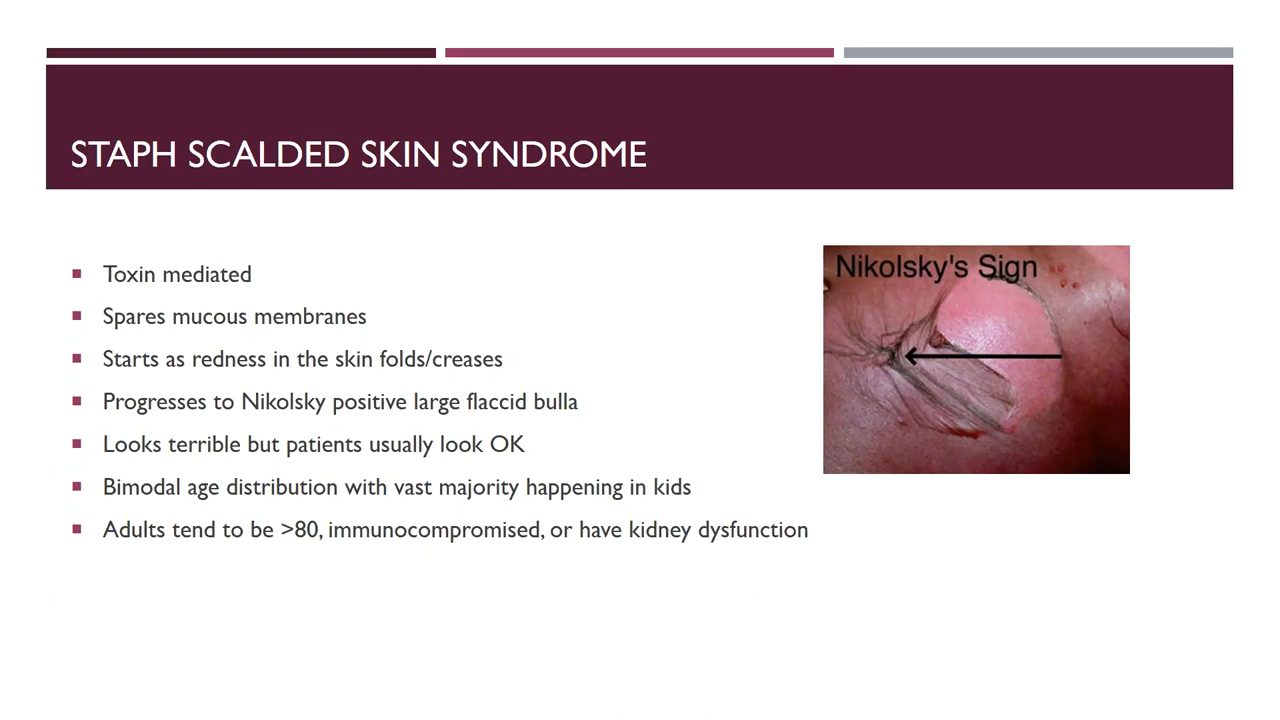 STAPH SCALDED SKIN SYNDROME
Toxin mediated
Spares mucous membranes
Starts as redness in the skin folds/creases
Progresses to Nikolsky positive large flaccid bulla
Looks terrible but patients usually look OK
Bimodal age distribution with vast majority happening in kids
Adults tend to be >80, immunocompromised, or have kidney dysfunction
Nikolsky's Sign